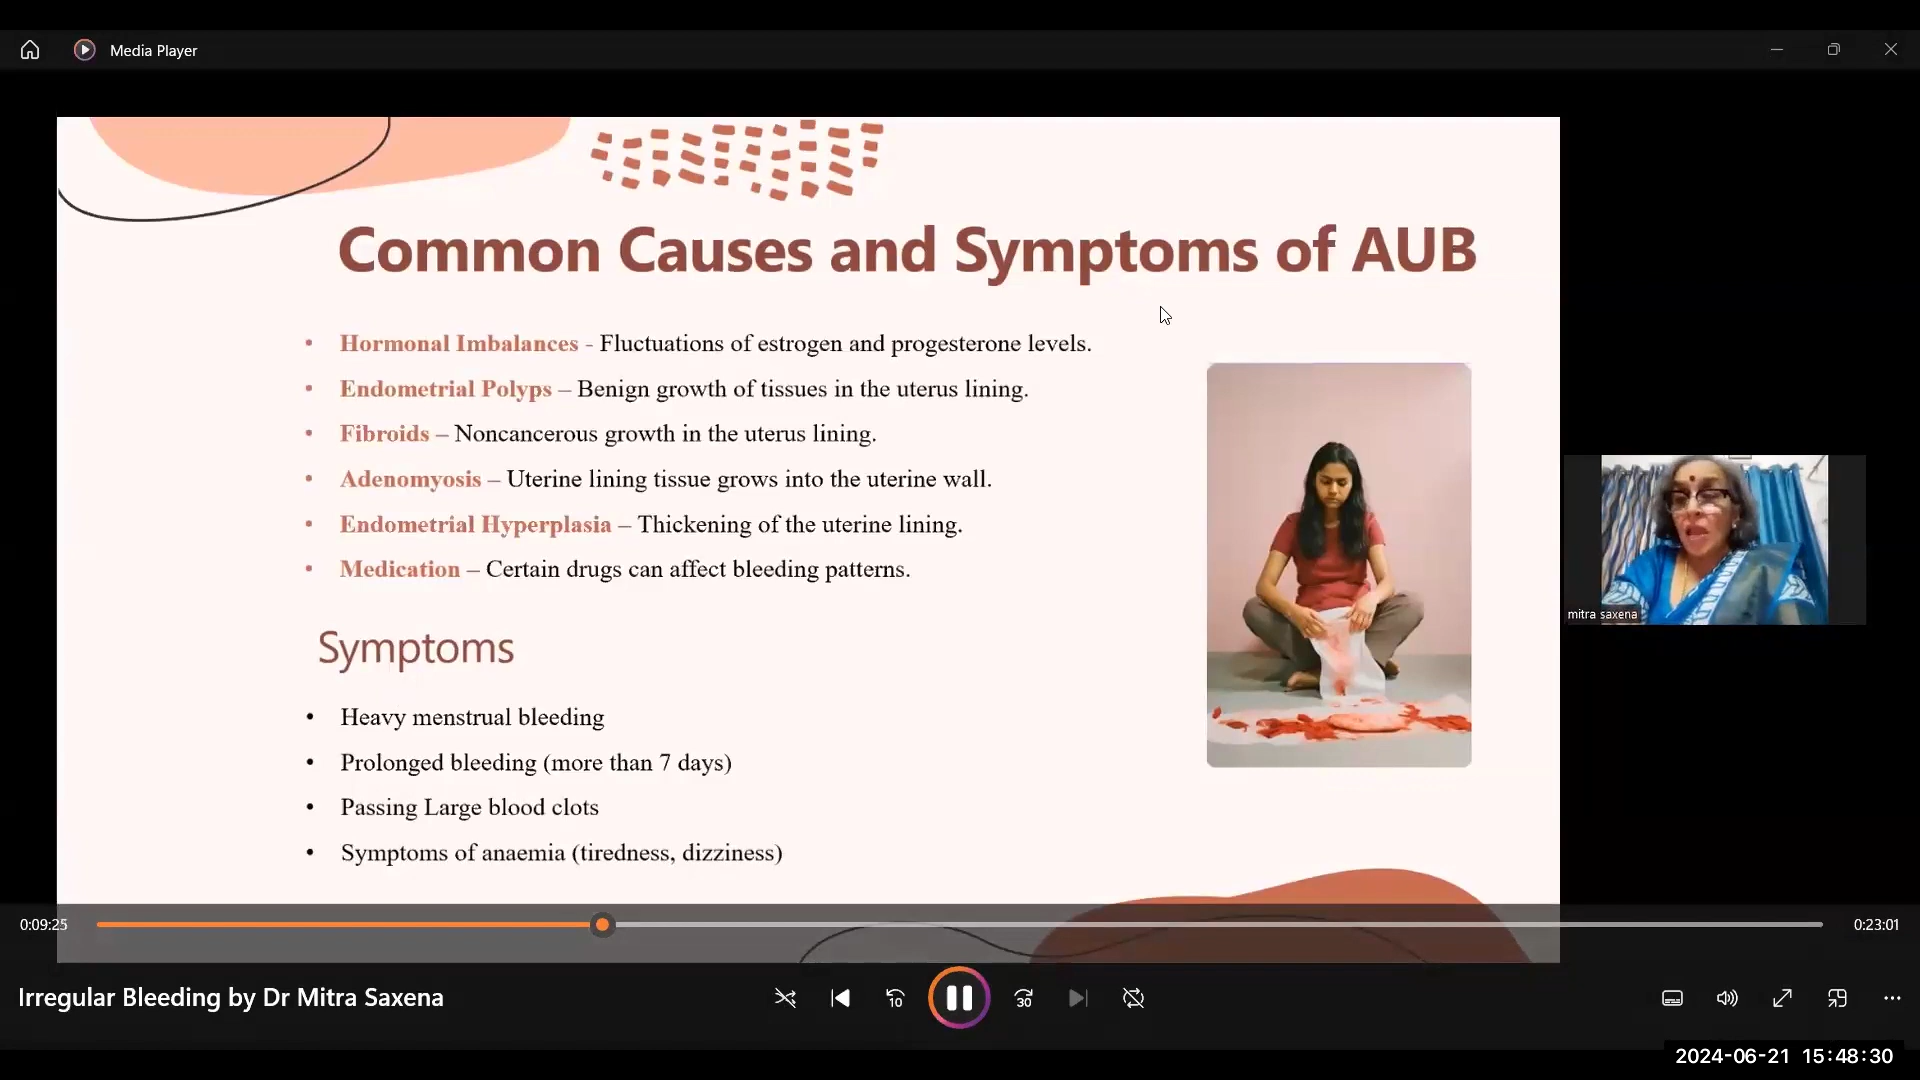 Media Player
Common Causes and Symptoms of AUB
• Hormonal Imbalances - Fluctuations of estrogen and progesterone levels.
• Endometrial Polyps – Benign growth of tissues in the uterus lining.
• Fibroids – Noncancerous growth in the uterus lining.
• Adenomyosis – Uterine lining tissue grows into the uterine wall.
• Endometrial Hyperplasia – Thickening of the uterine lining.
• Medication – Certain drugs can affect bleeding patterns.
mitra saxena
Symptoms
• Heavy menstrual bleeding
• Prolonged bleeding (more than 7 days)
• Passing Large blood clots
• Symptoms of anaemia (tiredness, dizziness)
0:09:25
0:23:01
Irregular Bleeding by Dr Mitra Saxena
10
30
2024-06-21 15:48:30